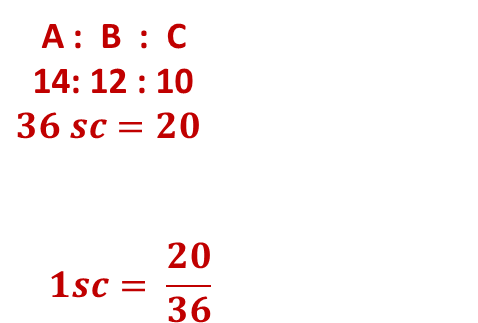 A : B : C
14: 12 : 10
36 sc = 20
1sc = 20/36